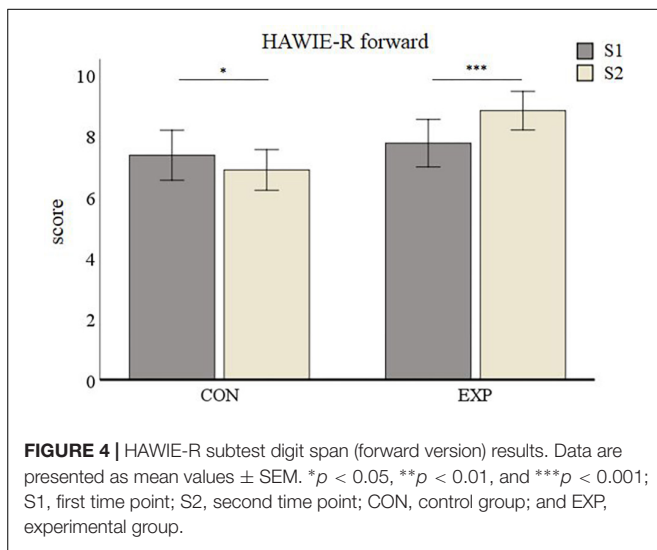 HAWIE-R forward
S1
S2
*
***
10
8
6
4
2
0
score
CON
EXP
FIGURE 4 | HAWIE-R subtest digit span (forward version) results. Data are
presented as mean values ± SEM. *p < 0.05, **p < 0.01, and ***p < 0.001;
S1, first time point; S2, second time point; CON, control group; and EXP,
experimental group.